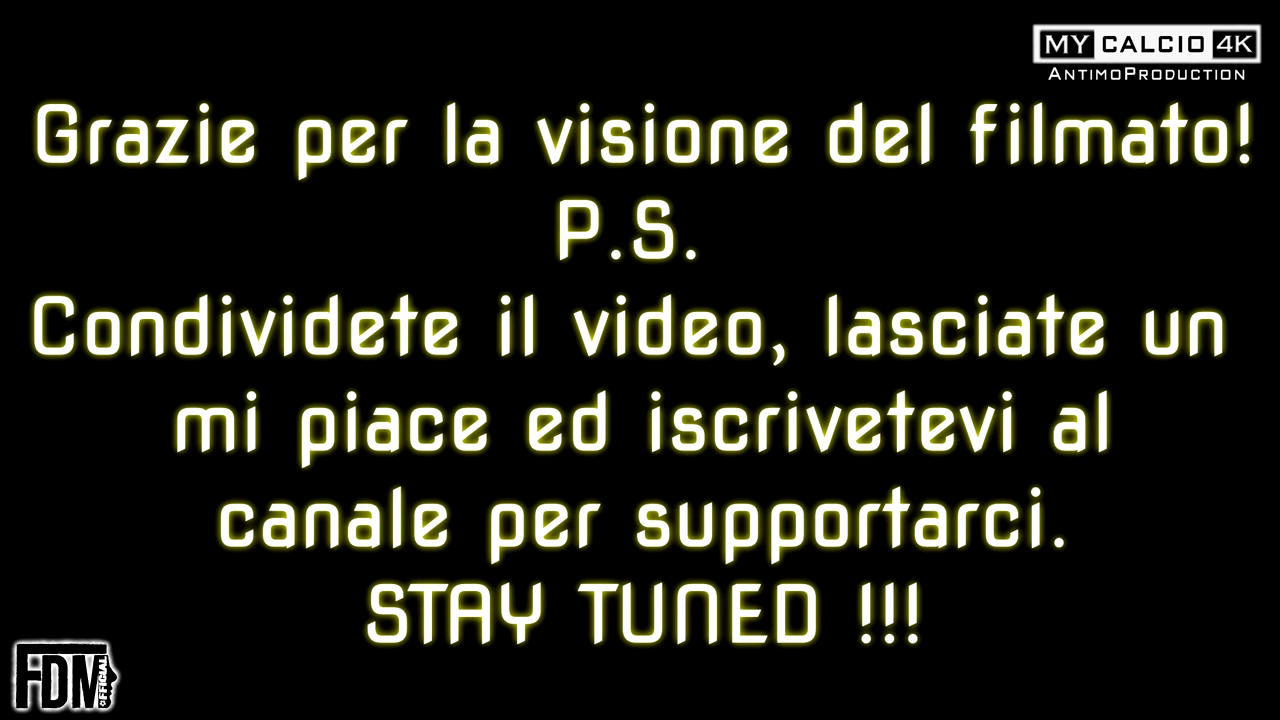 MY CALCIO 4K
ANTIMOPRODUCTION
Grazie per la visione del filmato!
P.S.
Condividete il video, lasciate un
mi piace ed iscrivetevi al
canale per supportarci.
STAY TUNED !!!
FDM OFFICIAL